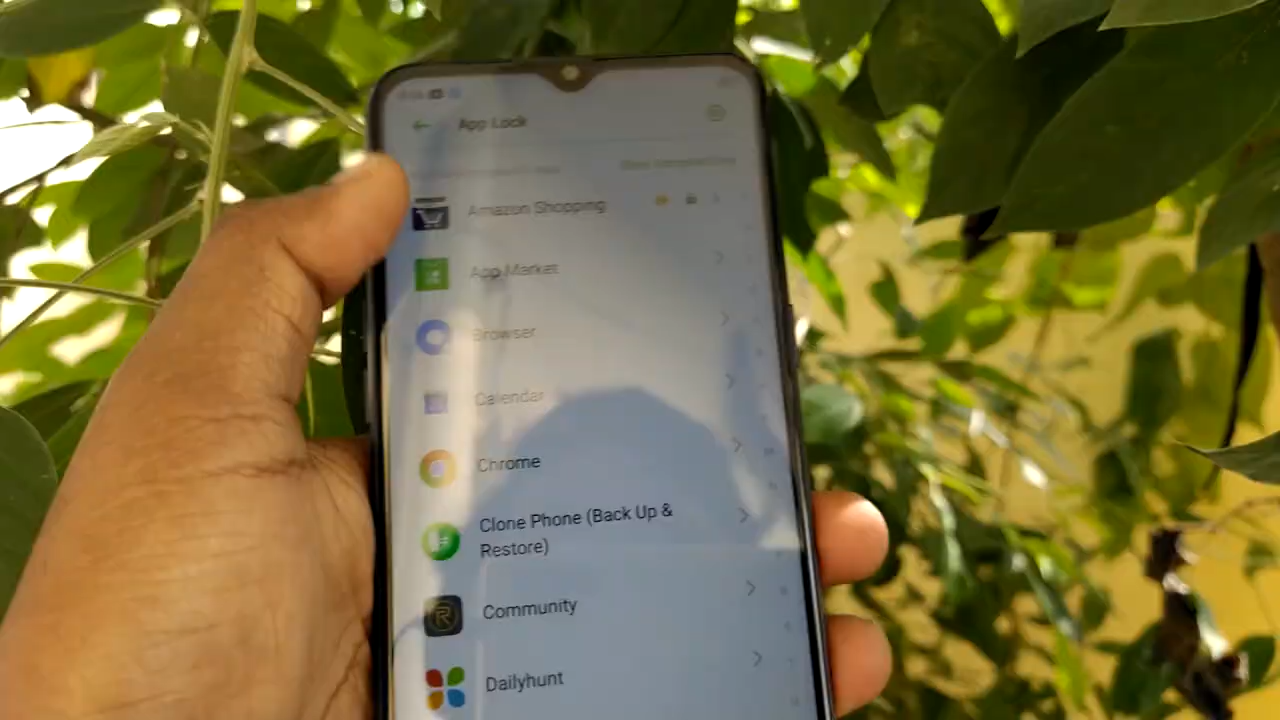 App Lock
Amazon Shopping
App Market
Browser
Calendar
Chrome
Clone Phone (Back Up &
Restore)
Community
Dailyhunt